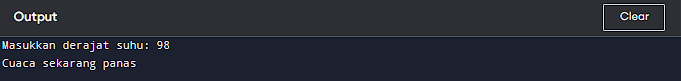 Output
Clear
Masukkan derajat suhu: 98
Cuaca sekarang panas